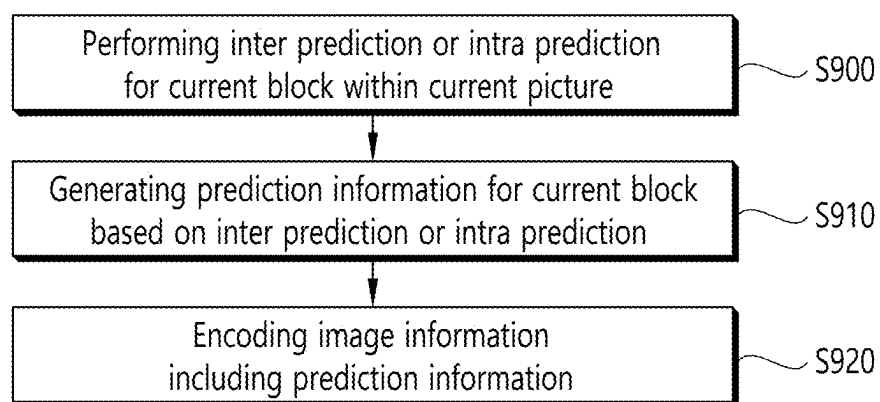 Performing inter prediction or intra prediction
for current block within current picture
S900
Generating prediction information for current block
based on inter prediction or intra prediction
S910
Encoding image information
including prediction information
S920